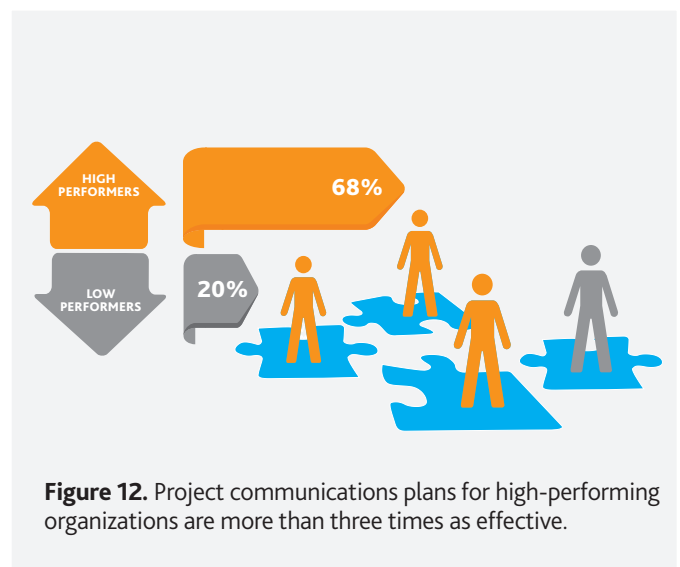 HIGH
PERFORMERS
68%
LOW
PERFORMERS
20%
Figure 12. Project communications plans for high-performing
organizations are more than three times as effective.